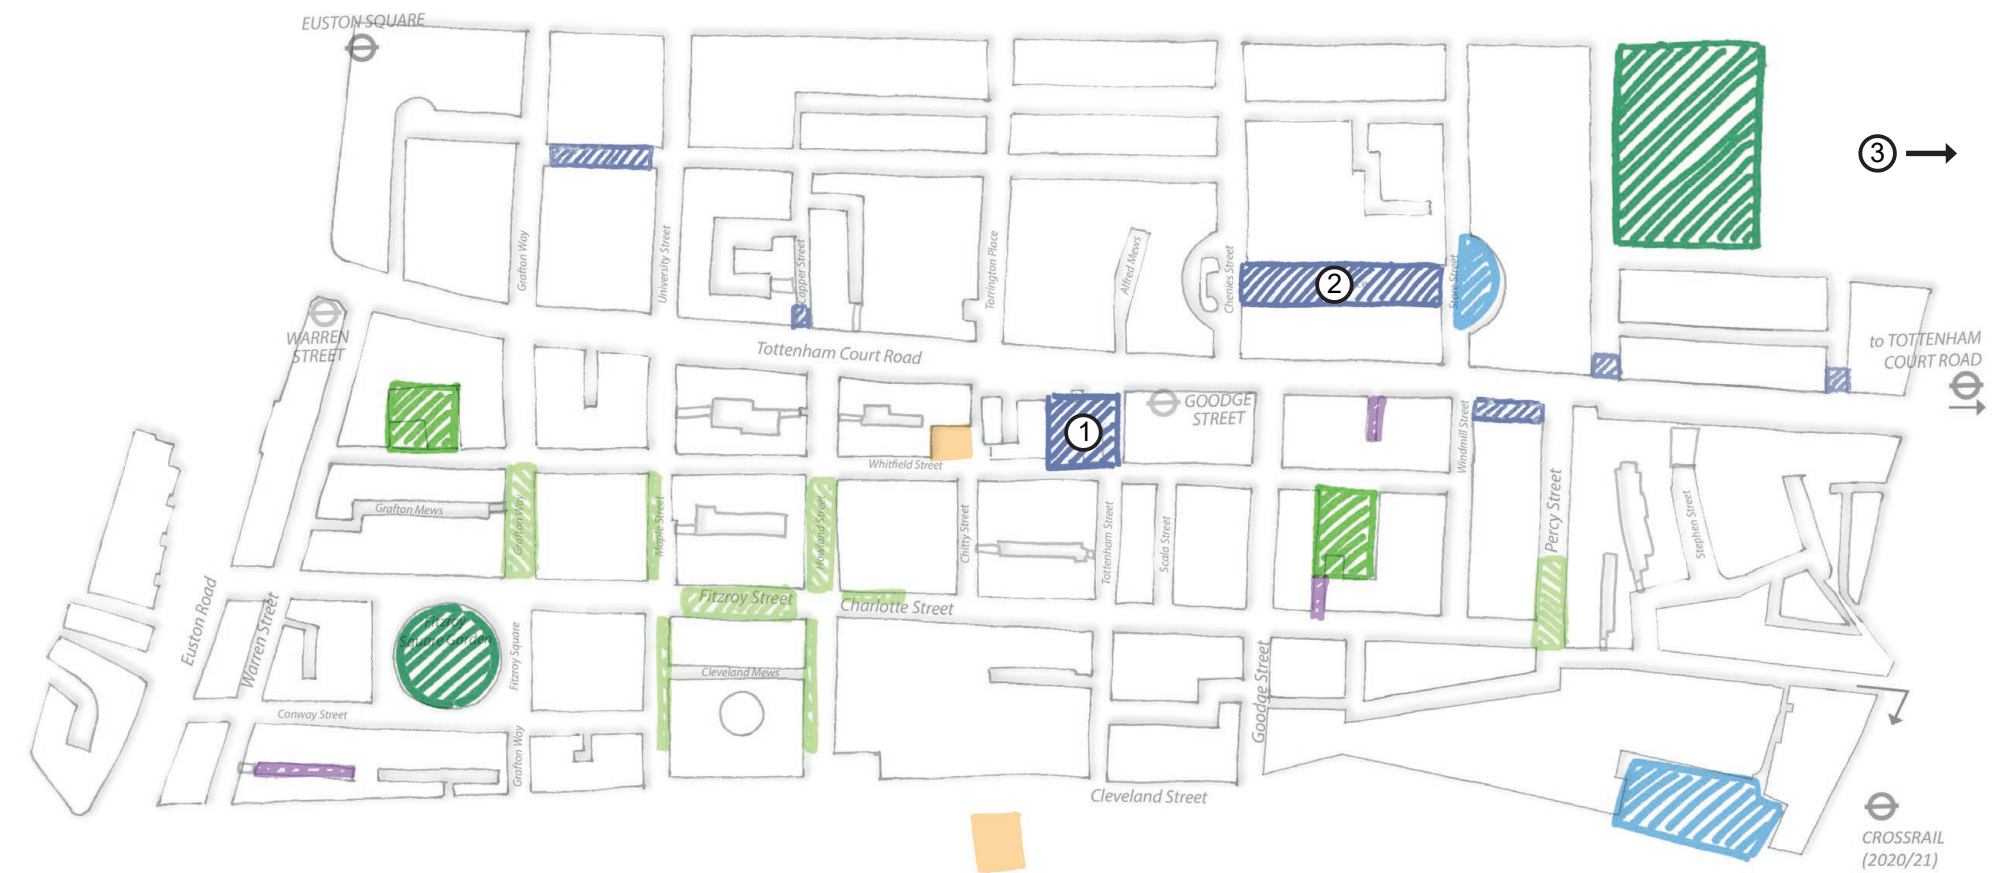 EUSTON SQUARE
3
Grafton Way
University Street
Capper Street
Torrington Place
Alfred Mews
Chenies Street
2
Store Street
WARREN
STREET
Tottenham Court Road
to TOTTENHAM
COURT ROAD
GOODGE
STREET
1
Windmill Street
Whitfield Street
Grafton Mews
Grafton Way
Maple Street
Howland Street
Chitty Street
Tottenham Street
Scala Street
Percy Street
Stephen Street
Euston Road
Warren Street
Fitzroy
Square Garden
Fitzroy Square
Fitzroy Street
Charlotte Street
Cleveland Mews
Goodge Street
Conway Street
Grafton Way
Cleveland Street
CROSSRAIL
(2020/21)